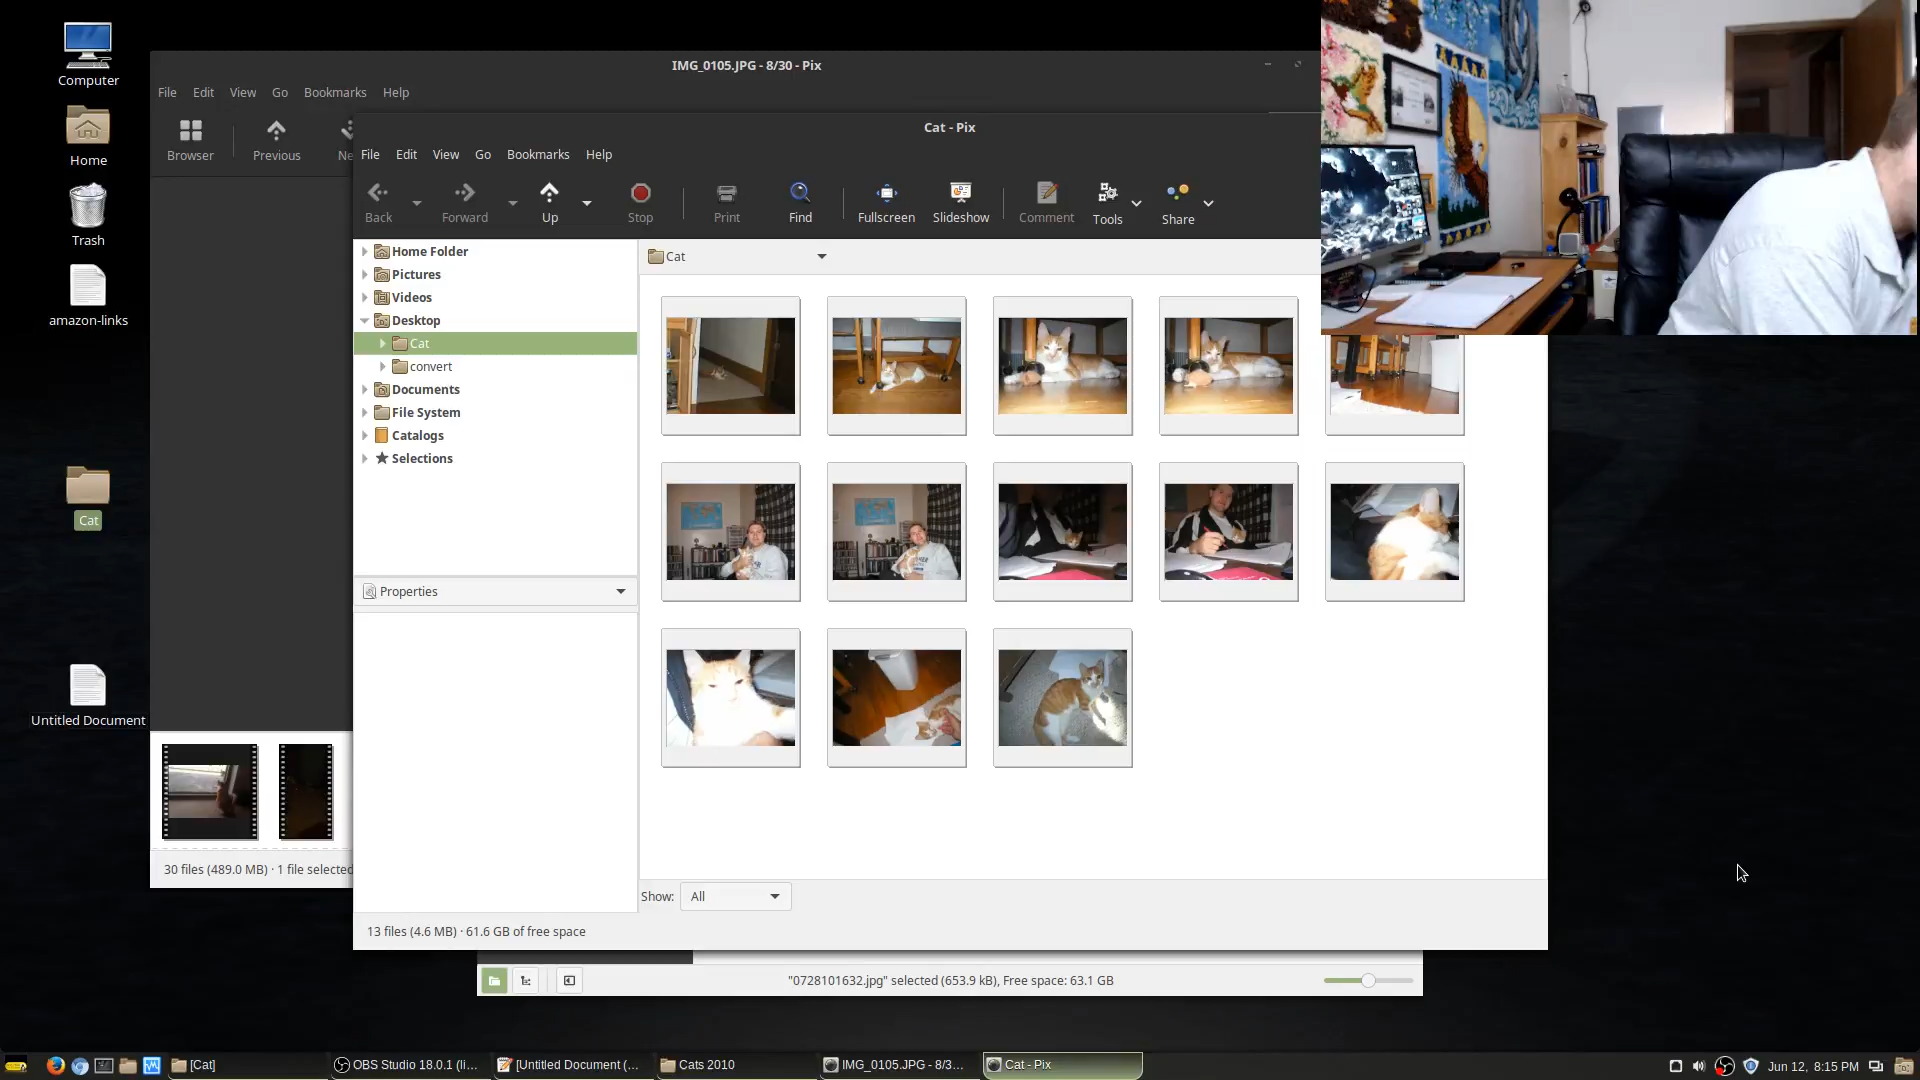 Computer
Home
Trash
amazon-links
Cat
Untitled Document
IMG_0105.JPG - 8/30 - Pix
File Edit View Go Bookmarks Help
Browser Previous Ne
30 files (489.0 MB) · 1 file selected
Cat - Pix
File Edit View Go Bookmarks Help
Back Forward Up Stop Print Find Fullscreen Slideshow Comment Tools Share
Home Folder
Pictures
Videos
Desktop
Cat
convert
Documents
File System
Catalogs
Selections
Properties
Cat
Show: All
13 files (4.6 MB) · 61.6 GB of free space
"0728101632.jpg" selected (653.9 kB), Free space: 63.1 GB
[Cat] OBS Studio 18.0.1 (li... [Untitled Document (... Cats 2010 IMG_0105.JPG - 8/3... Cat - Pix Jun 12, 8:15 PM